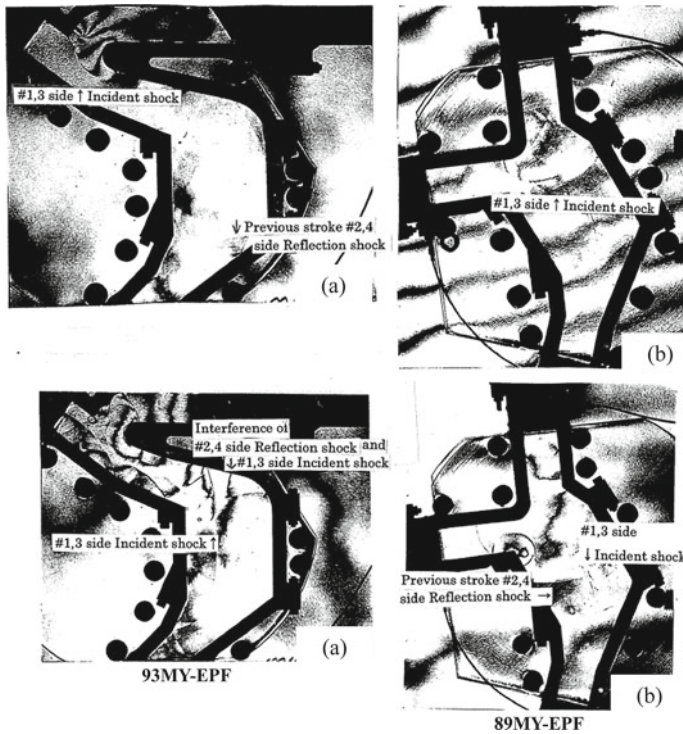 #1,3 side ↑ Incident shock
↓ Previous stroke #2,4
side Reflection shock
(a)
#1,3 side ↑ Incident shock
(b)
Interference of
#2,4 side Reflection shock and
↓#1,3 side Incident shock
#1,3 side Incident shock ↑
(a)
93MY-EPF
#1,3 side
↓ Incident shock
Previous stroke #2,4
side Reflection shock →
(b)
89MY-EPF